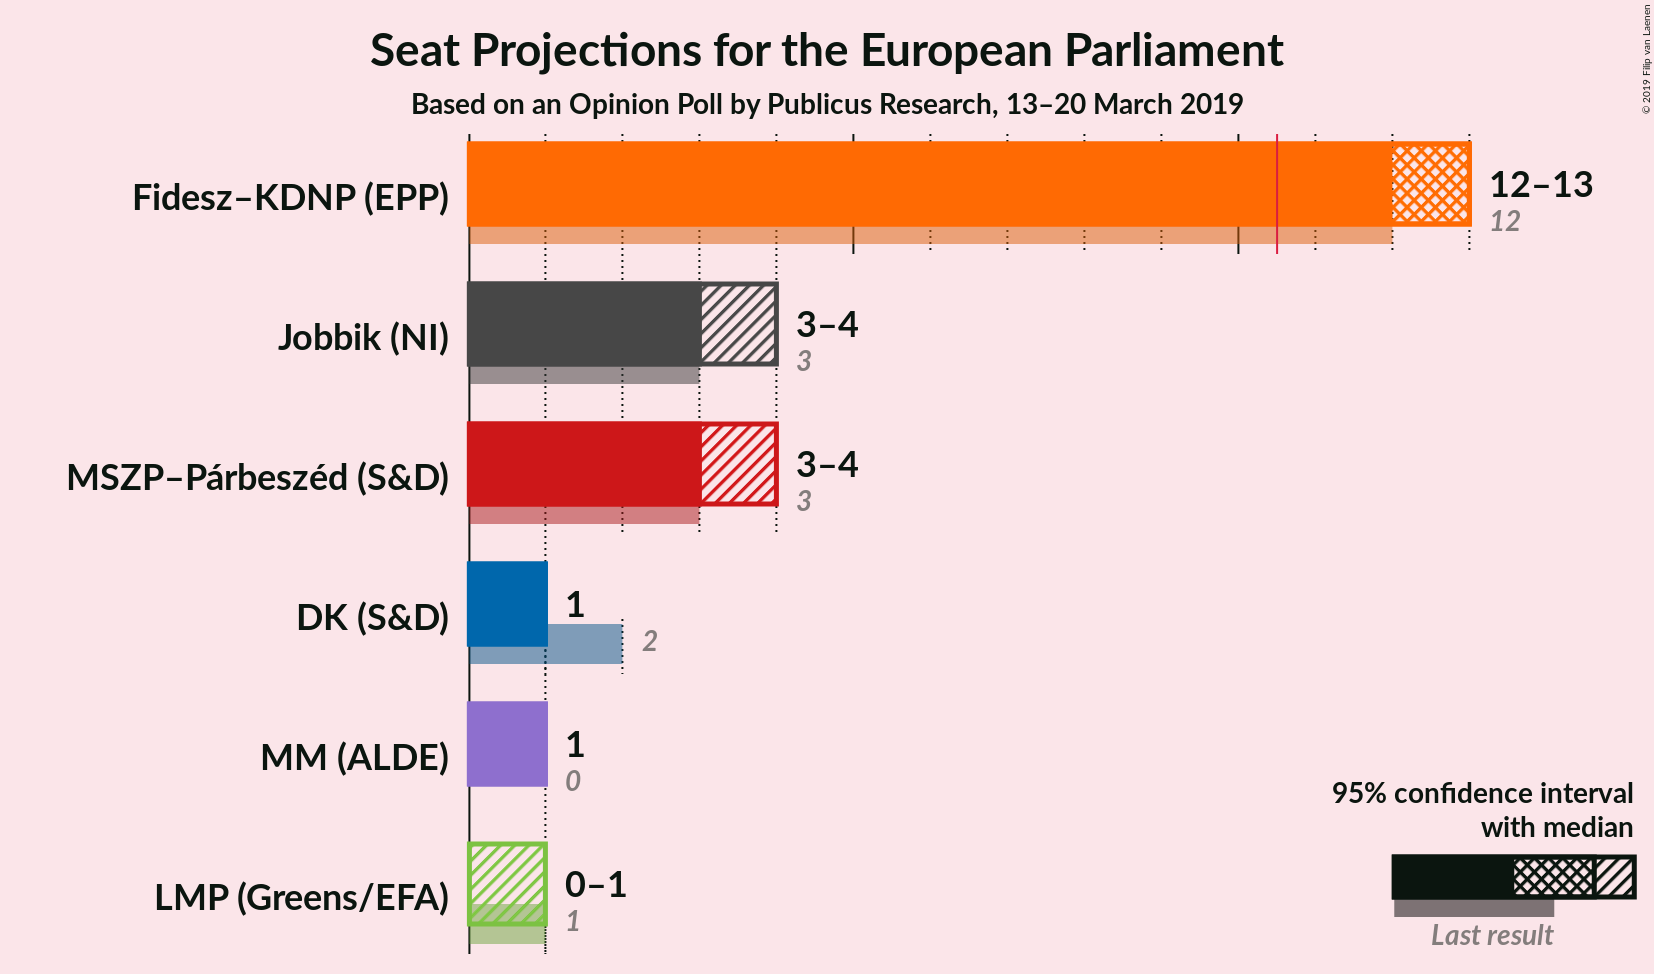 Seat Projections for the European Parliament
Based on an Opinion Poll by Publicus Research, 13–20 March 2019
© 2019 Filip van Laenen
Fidesz–KDNP (EPP)
12–13
12
Jobbik (NI)
3–4
3
MSZP–Párbeszéd (S&D)
3–4
3
DK (S&D)
1
2
MM (ALDE)
1
0
LMP (Greens/EFA)
0–1
1
95% confidence interval
with median
Last result